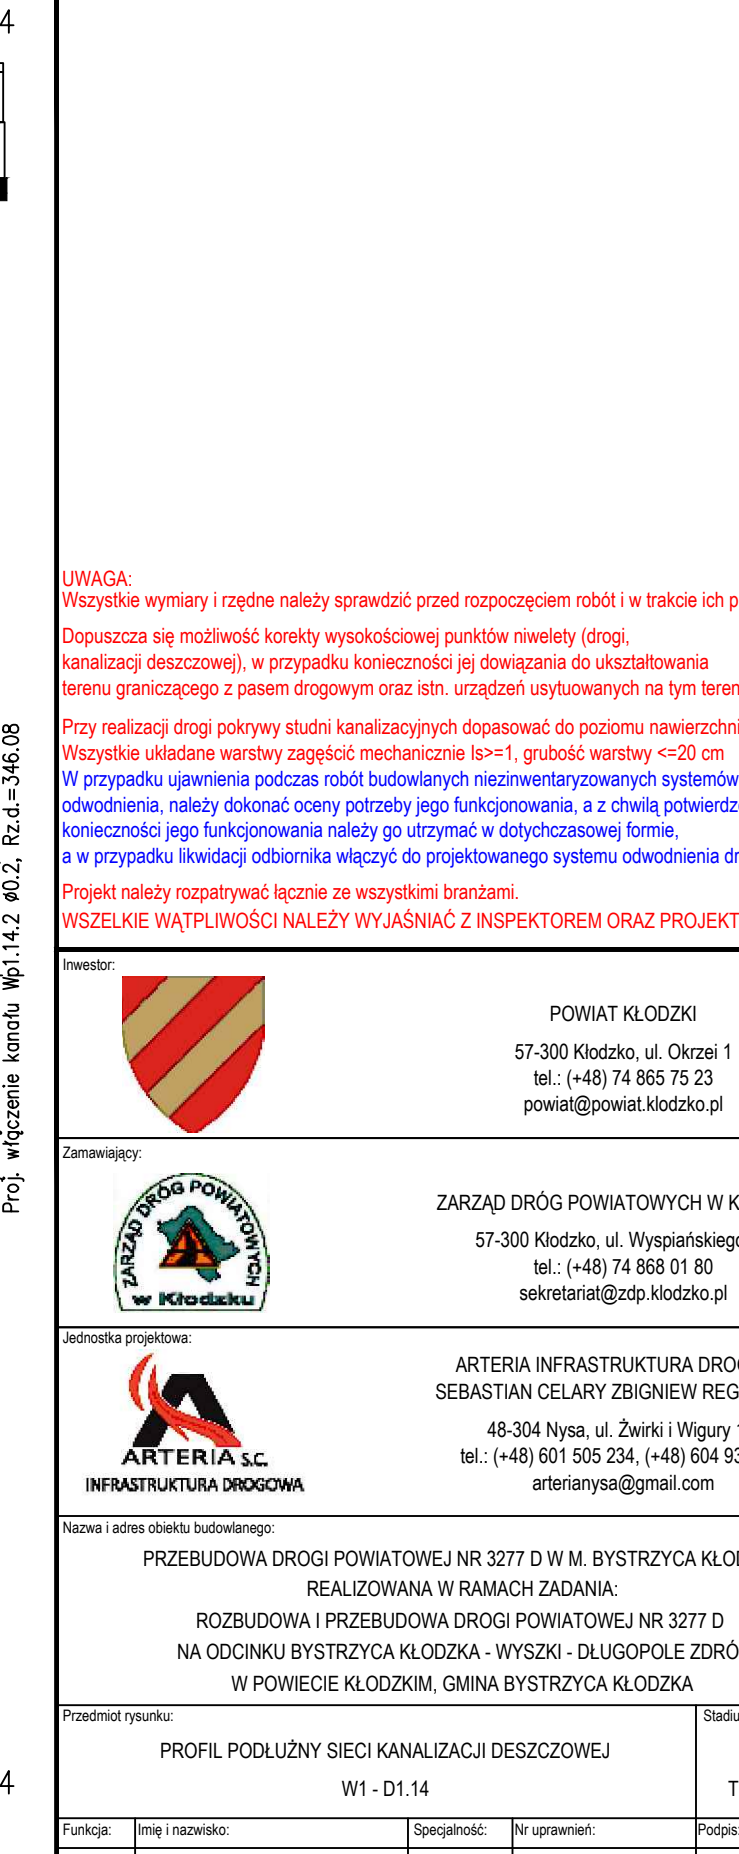 4
Proj. włączenie kanału Wp1.14.2 ø0.2, Rz.d.=346.08
4
UWAGA:
Wszystkie wymiary i rzędne należy sprawdzić przed rozpoczęciem robót i w trakcie ich p
Dopuszcza się możliwość korekty wysokościowej punktów niwelety (drogi,
kanalizacji deszczowej), w przypadku konieczności jej dowiązania do ukształtowania
terenu graniczącego z pasem drogowym oraz istn. urządzeń usytuowanych na tym teren
Przy realizacji drogi pokrywy studni kanalizacyjnych dopasować do poziomu nawierzchni
Wszystkie układane warstwy zagęścić mechanicznie Is>=1, grubość warstwy <=20 cm
W przypadku ujawnienia podczas robót budowlanych niezinwentaryzowanych systemów
odwodnienia, należy dokonać oceny potrzeby jego funkcjonowania, a z chwilą potwierdz
konieczności jego funkcjonowania należy go utrzymać w dotychczasowej formie,
a w przypadku likwidacji odbiornika włączyć do projektowanego systemu odwodnienia dr
Projekt należy rozpatrywać łącznie ze wszystkimi branżami.
WSZELKIE WĄTPLIWOŚCI NALEŻY WYJAŚNIAĆ Z INSPEKTOREM ORAZ PROJEKT
Inwestor:
POWIAT KŁODZKI
57-300 Kłodzko, ul. Okrzei 1
tel.: (+48) 74 865 75 23
powiat@powiat.klodzko.pl
Zamawiający:
ZARZĄD DRÓG POWIATOWYCH
w Kłodzku
ZARZĄD DRÓG POWIATOWYCH W K
57-300 Kłodzko, ul. Wyspiańskiego
tel.: (+48) 74 868 01 80
sekretariat@zdp.klodzko.pl
Jednostka projektowa:
ARTERIA s.c.
INFRASTRUKTURA DROGOWA
ARTERIA INFRASTRUKTURA DROG
SEBASTIAN CELARY ZBIGNIEW REG
48-304 Nysa, ul. Żwirki i Wigury 1
tel.: (+48) 601 505 234, (+48) 604 93
arterianysa@gmail.com
Nazwa i adres obiektu budowlanego:
PRZEBUDOWA DROGI POWIATOWEJ NR 3277 D W M. BYSTRZYCA KŁOD
REALIZOWANA W RAMACH ZADANIA:
ROZBUDOWA I PRZEBUDOWA DROGI POWIATOWEJ NR 3277 D
NA ODCINKU BYSTRZYCA KŁODZKA - WYSZKI - DŁUGOPOLE ZDRÓ
W POWIECIE KŁODZKIM, GMINA BYSTRZYCA KŁODZKA
Przedmiot rysunku:
Stadiu
PROFIL PODŁUŻNY SIECI KANALIZACJI DESZCZOWEJ
W1 - D1.14
T
Funkcja:
Imię i nazwisko:
Specjalność:
Nr uprawnień:
Podpis: